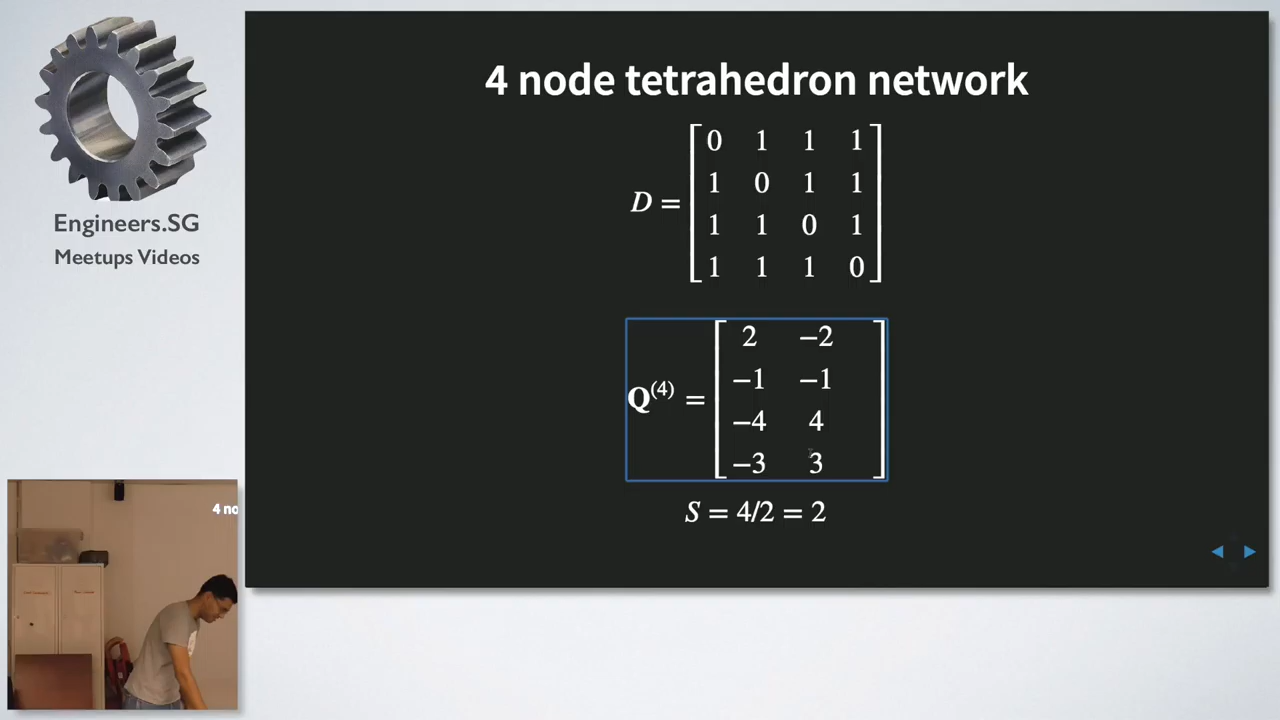 4 node tetrahedron network
Engineers.SG
Meetups Videos
D = [ 0 1 1 1
1 0 1 1
1 1 0 1
1 1 1 0 ]
Q(4) = [ 2 −2
−1 −1
−4 4
−3 3 ]
S = 4/2 = 2
4 no